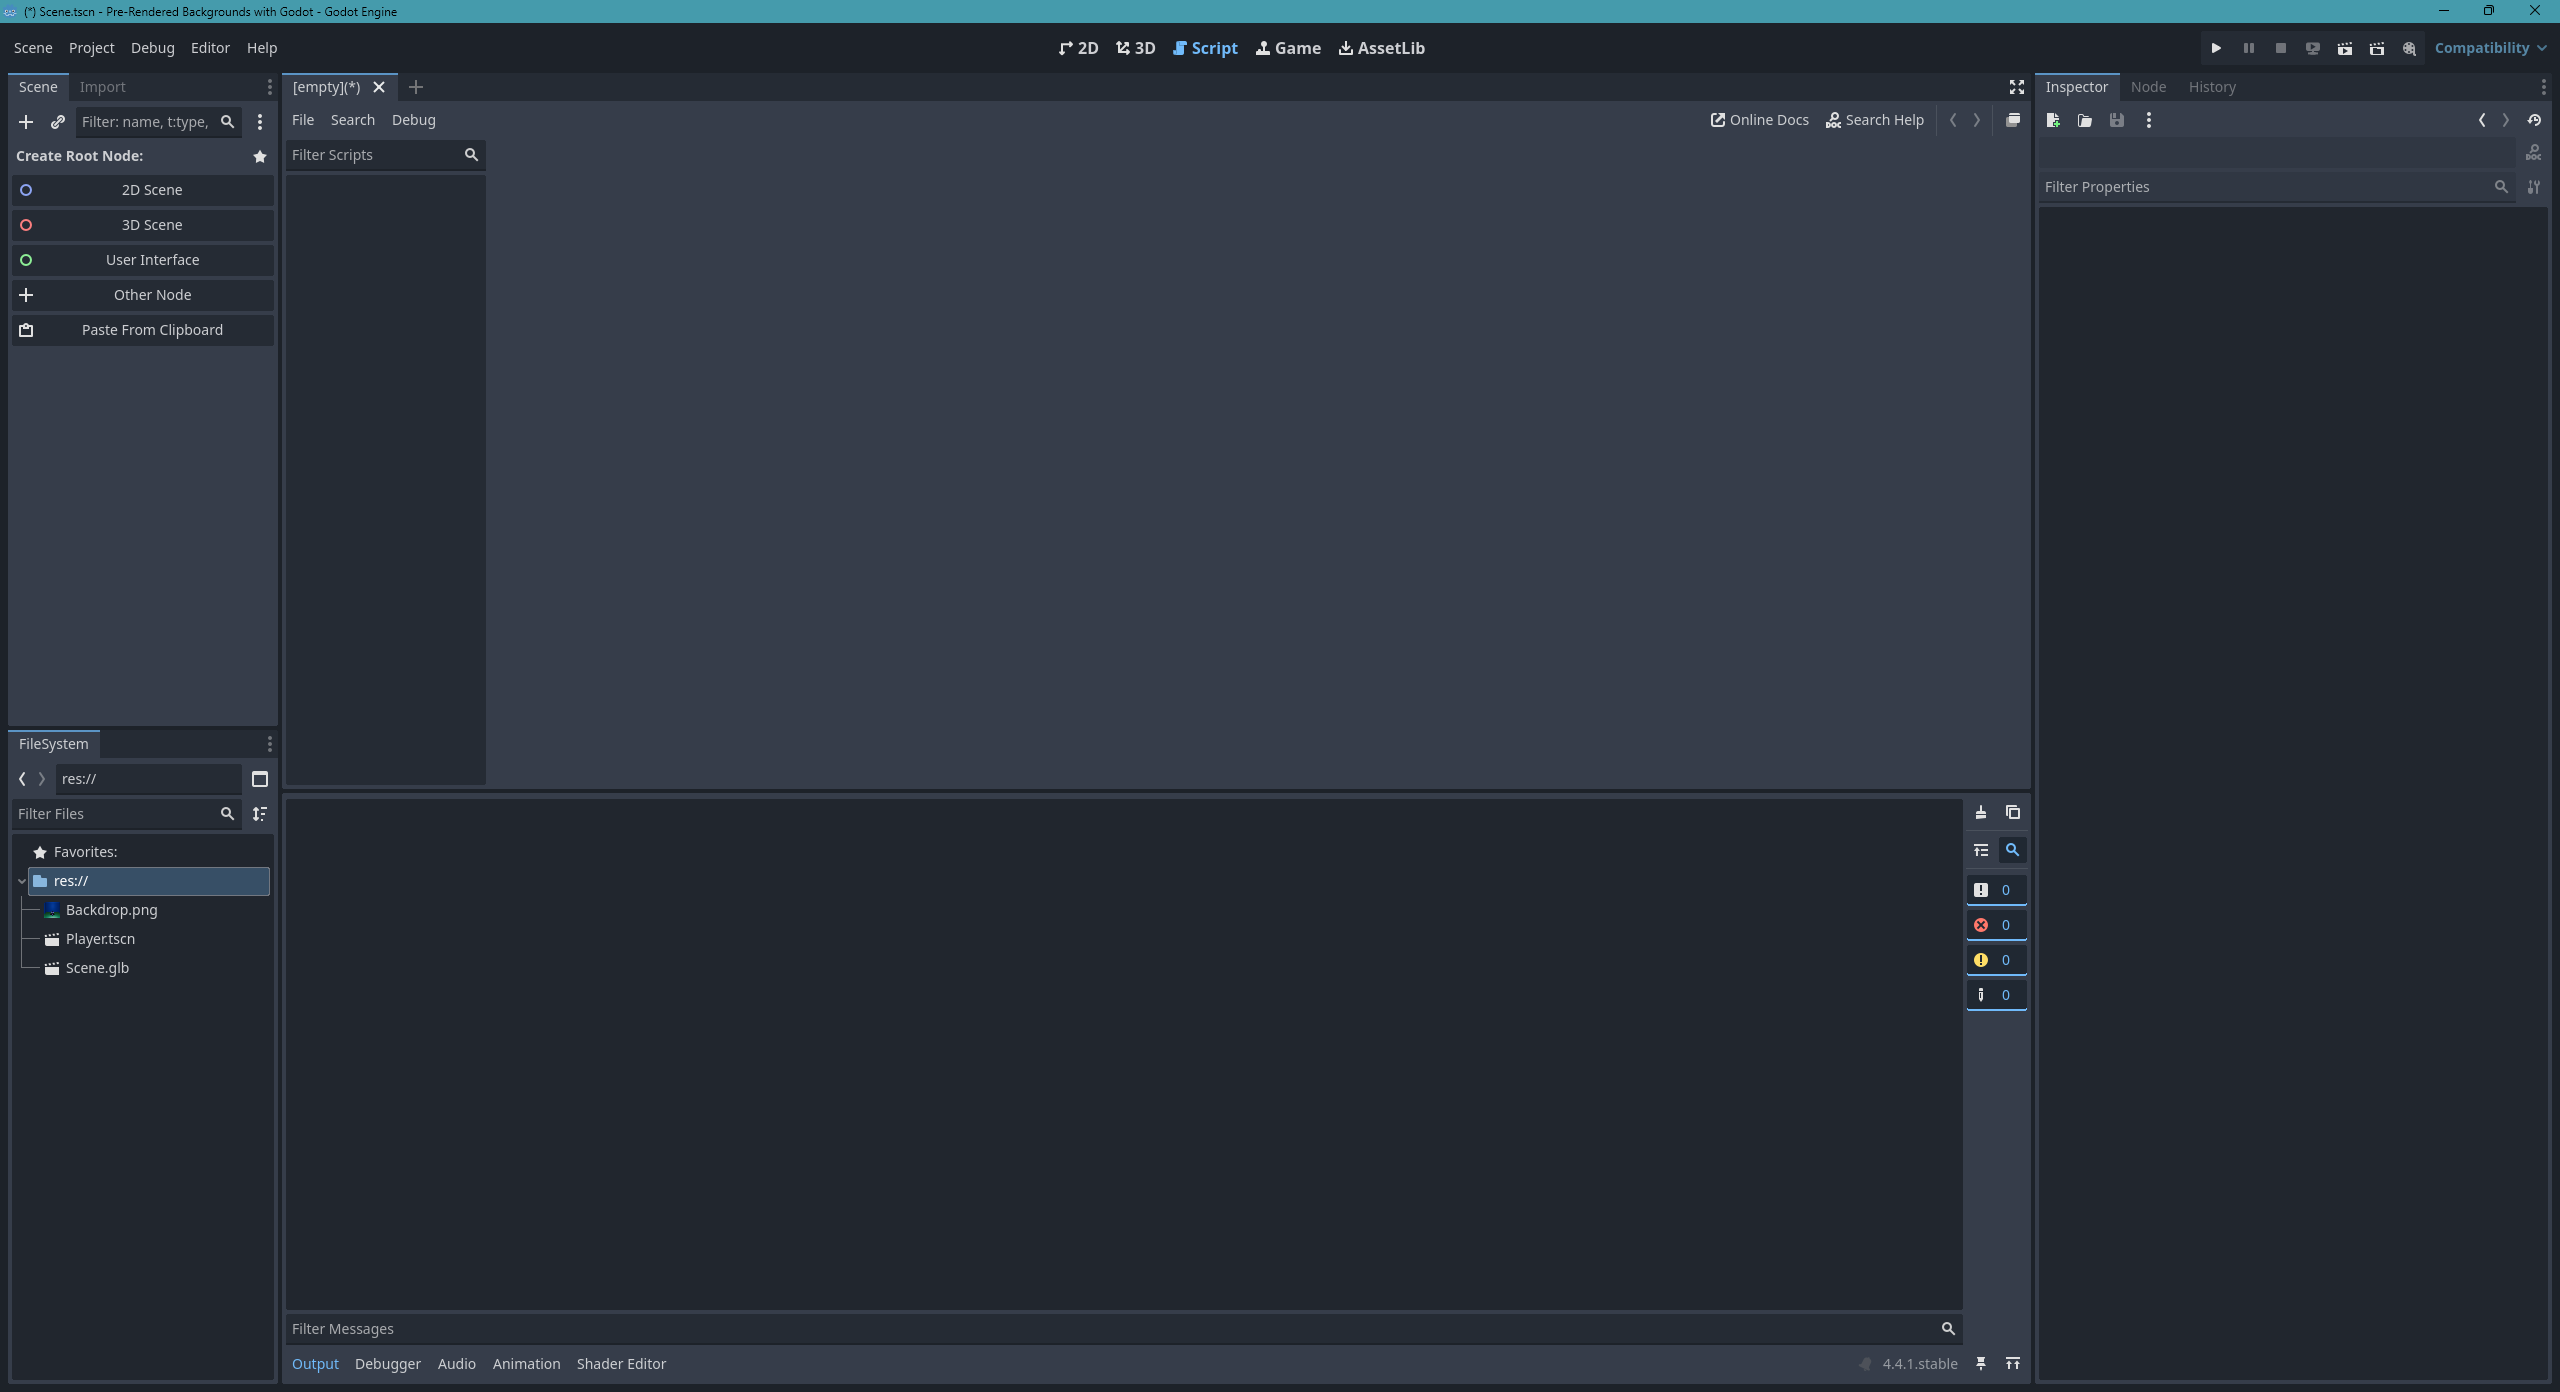 (*) Scene.tscn - Pre-Rendered Backgrounds with Godot - Godot Engine
Scene Project Debug Editor Help
2D 3D Script Game AssetLib
Compatibility
Scene Import
Filter: name, t:type,
Create Root Node:
2D Scene
3D Scene
User Interface
Other Node
Paste From Clipboard
FileSystem
res://
Filter Files
Favorites:
res://
Backdrop.png
Player.tscn
Scene.glb
[empty](*)
File Search Debug
Online Docs Search Help
Filter Scripts
0
0
0
0
Filter Messages
Output Debugger Audio Animation Shader Editor
4.4.1.stable
Inspector Node History
DOC
Filter Properties